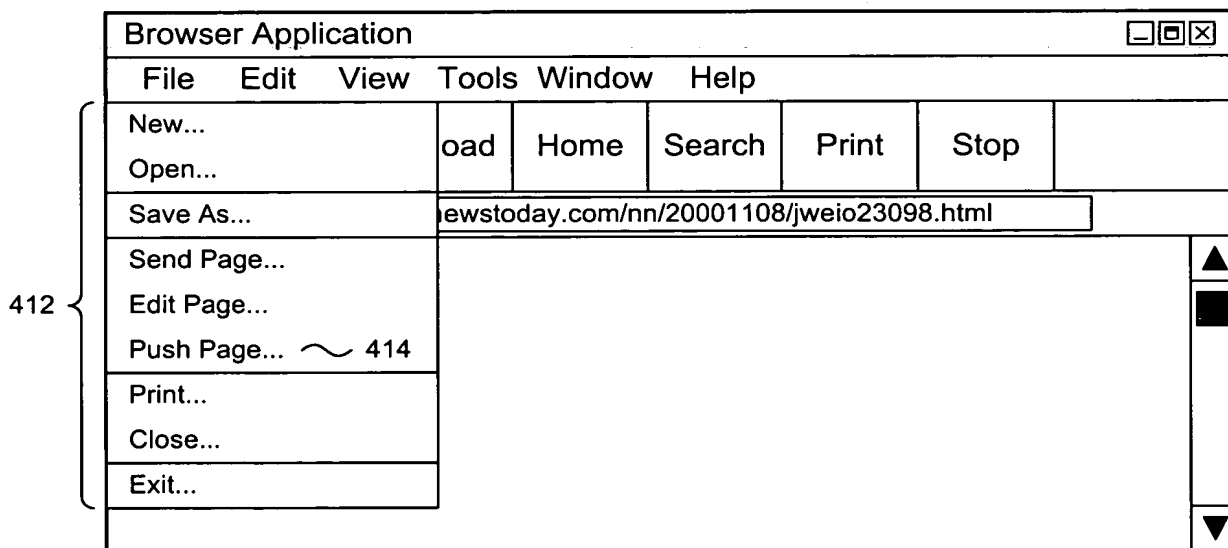 Browser Application
File Edit View Tools Window Help
New...
Open...
oad Home Search Print Stop
Save As...
ewstoday.com/nn/20001108/jweio23098.html
Send Page...
412
Edit Page...
Push Page... 414
Print...
Close...
Exit...